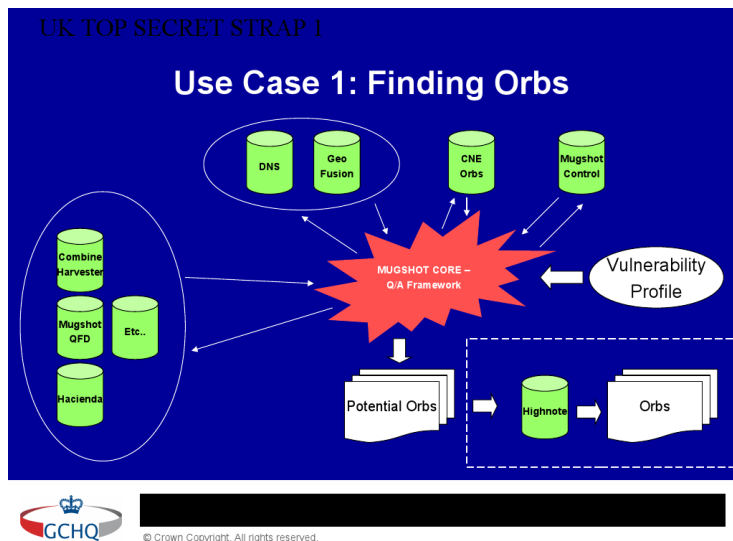 UK TOP SECRET STRAP 1
Use Case 1: Finding Orbs
DNS
Geo
Fusion
CNE
Orbs
Mugshot
Control
Combine
Harvester
Mugshot
QFD
Etc..
Hacienda
MUGSHOT CORE –
Q/A Framework
Vulnerability
Profile
Potential Orbs
Highnote
Orbs
GCHQ
© Crown Copyright. All rights reserved.